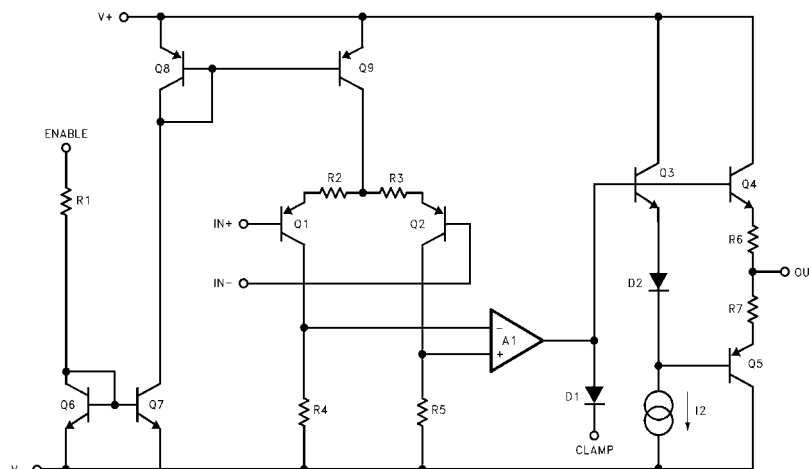 V+
Q8
Q9
ENABLE
R1
R2
R3
Q3
Q4
IN+
Q1
Q2
R6
IN-
D2
OU
R7
-
A1
+
Q5
Q6
Q7
R4
R5
D1
I2
CLAMP
V